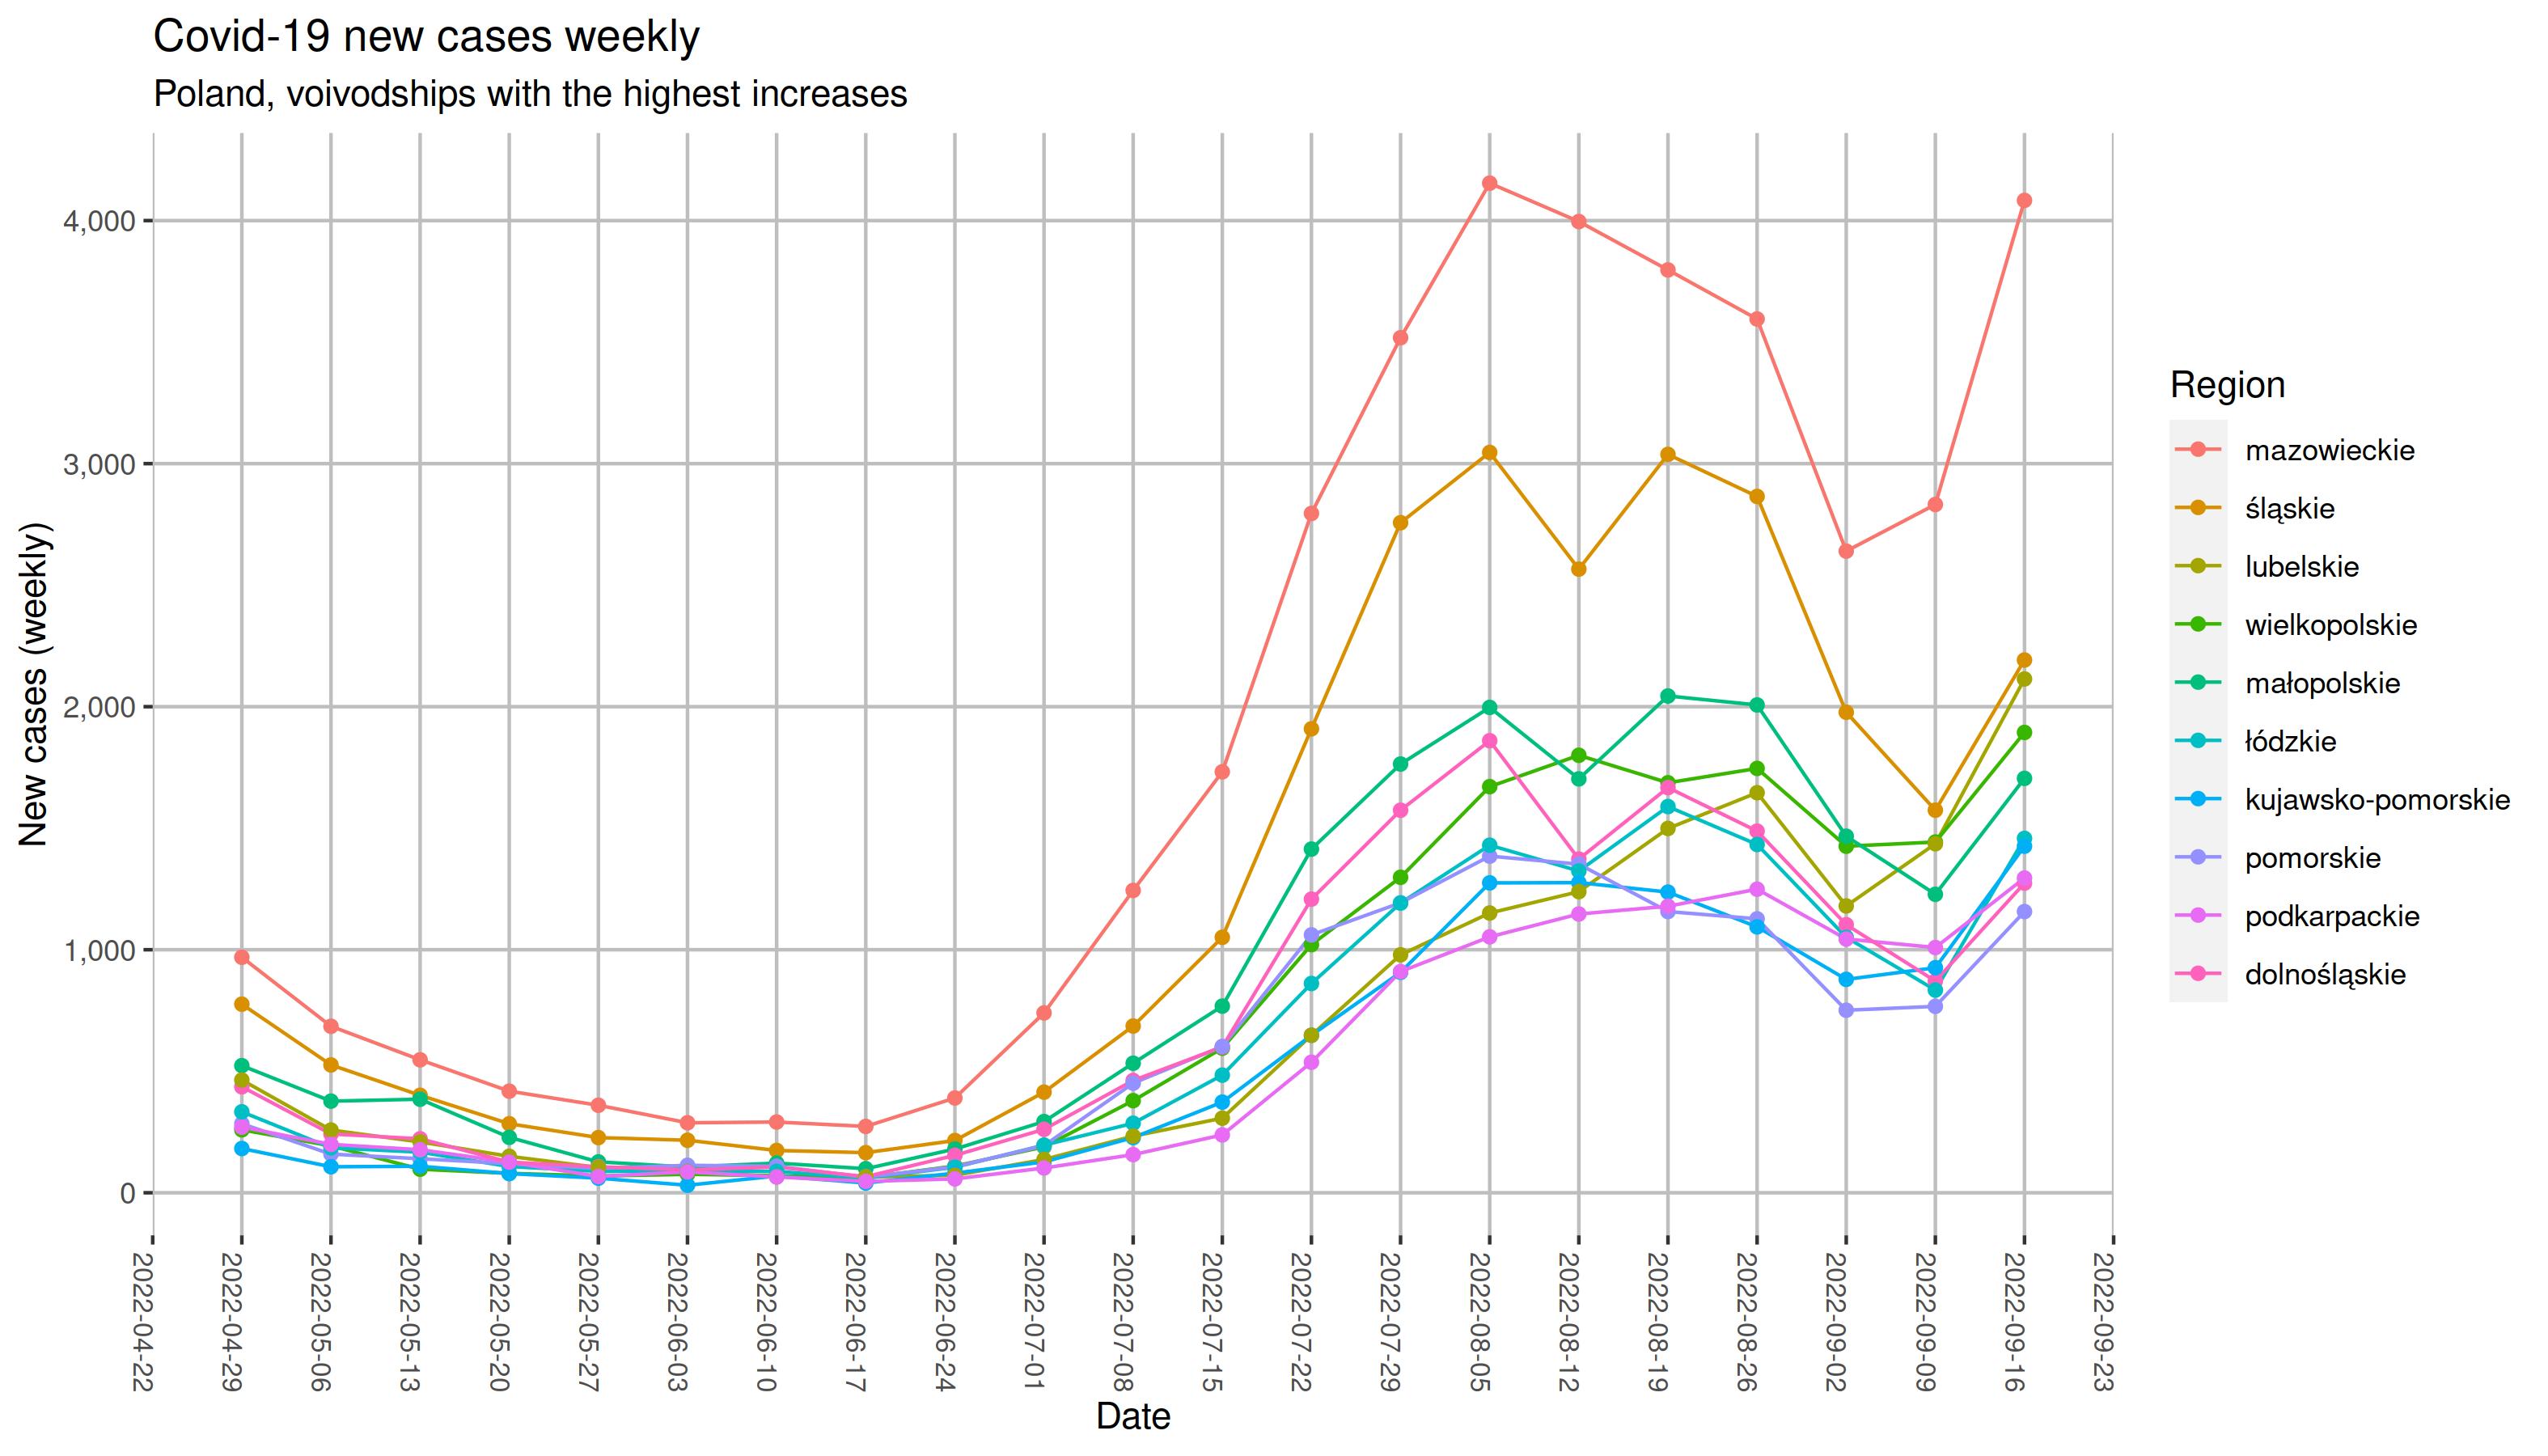 Covid-19 new cases weekly
Poland, voivodships with the highest increases
New cases (weekly)
4,000
3,000
2,000
1,000
0
2022-04-22
2022-04-29
2022-05-06
2022-05-13
2022-05-20
2022-05-27
2022-06-03
2022-06-10
2022-06-17
2022-06-24
2022-07-01
2022-07-08
2022-07-15
2022-07-22
2022-07-29
2022-08-05
2022-08-12
2022-08-19
2022-08-26
2022-09-02
2022-09-09
2022-09-16
2022-09-23
Date
Region
mazowieckie
śląskie
lubelskie
wielkopolskie
małopolskie
łódzkie
kujawsko-pomorskie
pomorskie
podkarpackie
dolnośląskie